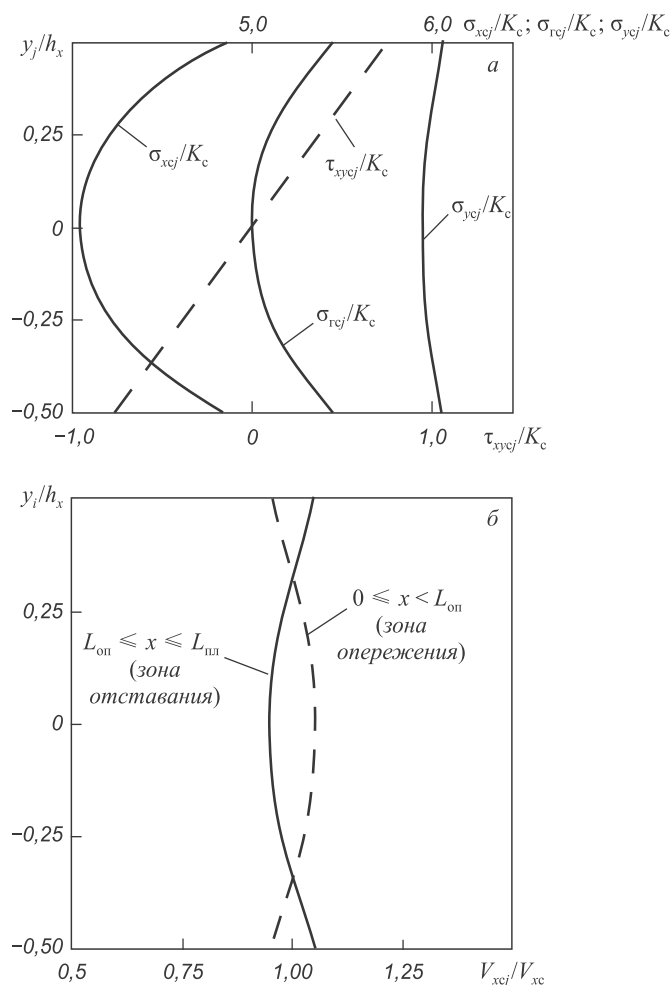 5,0 6,0 σxcj/Kc; σгcj/Kc; σycj/Kc
yj/hx
а
0,25
σxcj/Kc
τxycj/Kc
σycj/Kc
0
−0,25
σгcj/Kc
−0,50
−1,0 0 1,0 τxycj/Kc
yi/hx
б
0 ⩽ x < Lоп
0,25
(зона
Lоп ⩽ x ⩽ Lпл
опережения)
(зона
отставания)
0
−0,25
−0,50
0,5 0,75 1,00 1,25 Vxcj/Vxc